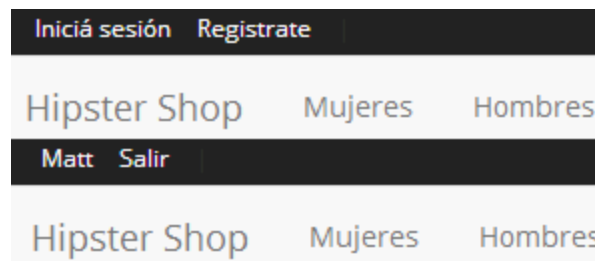 Iniciá sesión Registrate
Hipster Shop Mujeres Hombres
Matt Salir
Hipster Shop Mujeres Hombres